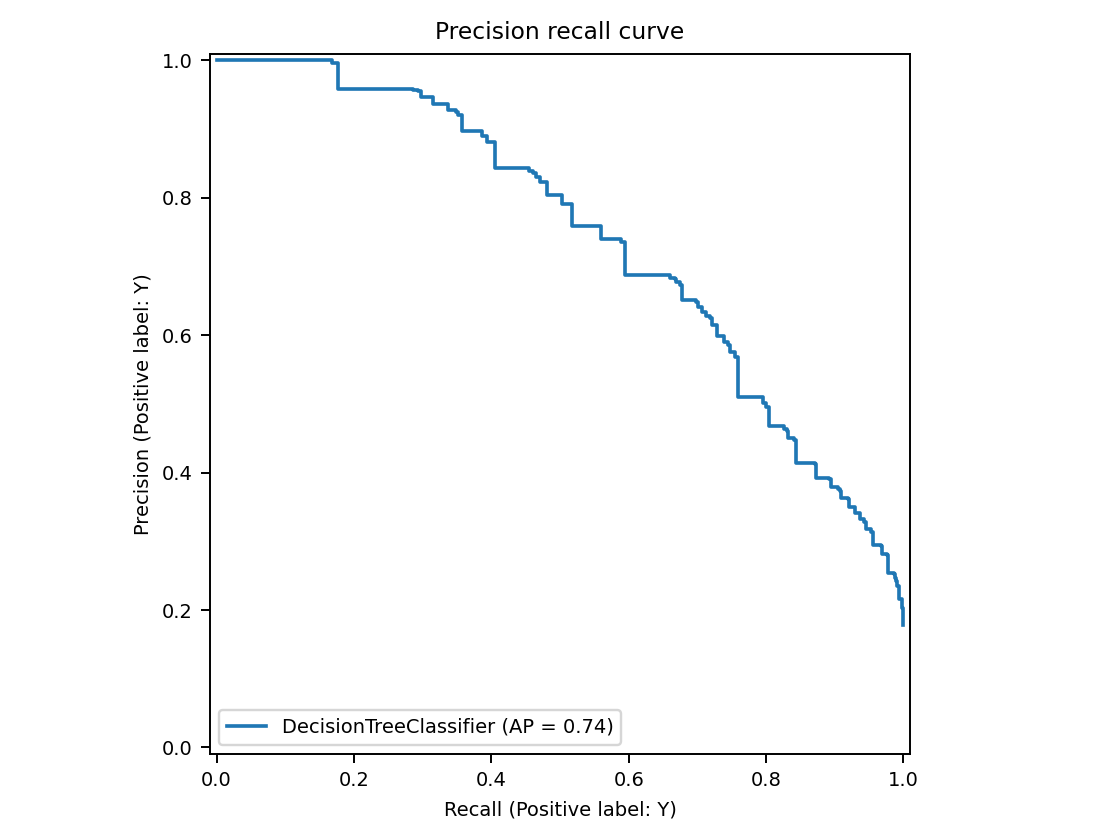 Precision recall curve
1.0
0.8
0.6
0.4
0.2
0.0
Precision (Positive label: Y)
DecisionTreeClassifier (AP = 0.74)
0.0 0.2 0.4 0.6 0.8 1.0
Recall (Positive label: Y)